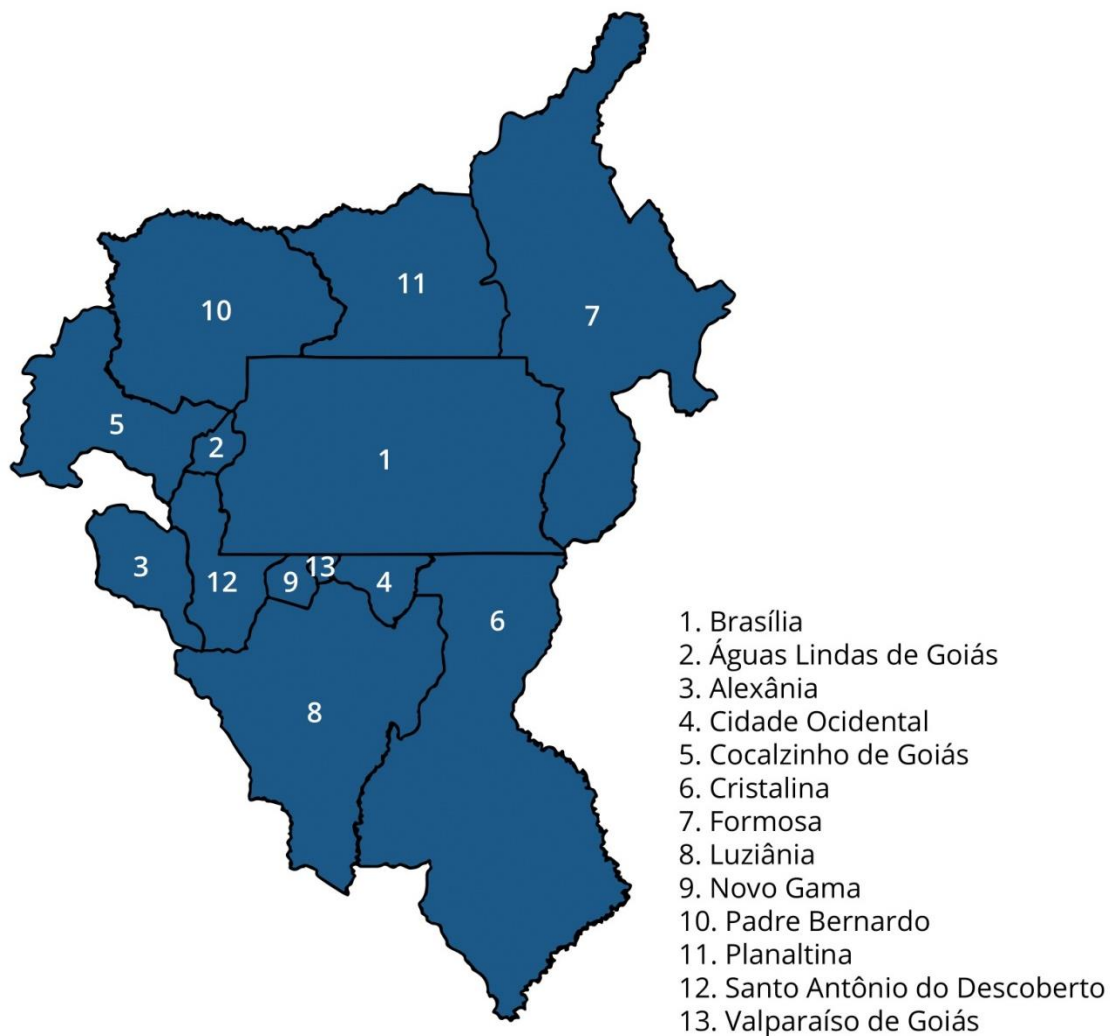 11
10
7
5
2
1
3
12
9
13
4
6
8
1. Brasília
2. Águas Lindas de Goiás
3. Alexânia
4. Cidade Ocidental
5. Cocalzinho de Goiás
6. Cristalina
7. Formosa
8. Luziânia
9. Novo Gama
10. Padre Bernardo
11. Planaltina
12. Santo Antônio do Descoberto
13. Valparaíso de Goiás